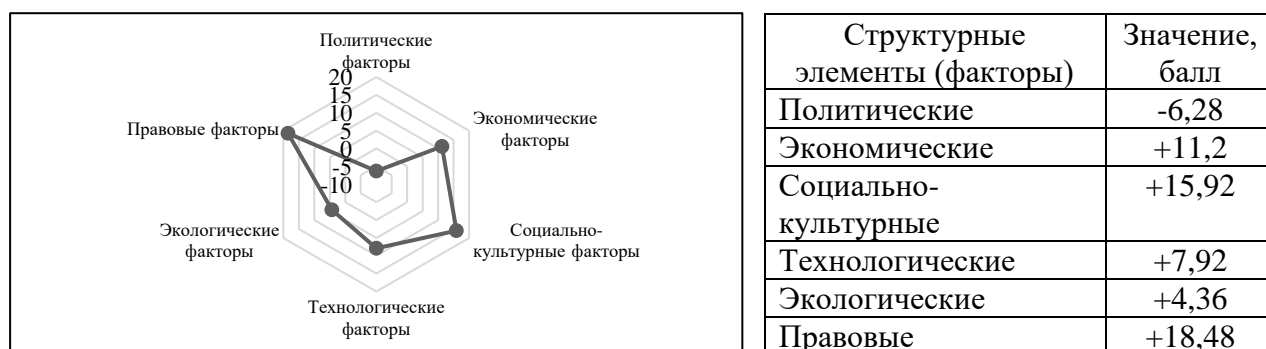 Политические
факторы
20
15
10
5
0
-5
-10
Экономические
факторы
Социально-
культурные факторы
Технологические
факторы
Экологические
факторы
Правовые факторы
Структурные
элементы (факторы)
Значение,
балл
Политические -6,28
Экономические +11,2
Социально- +15,92
культурные
Технологические +7,92
Экологические +4,36
Правовые +18,48